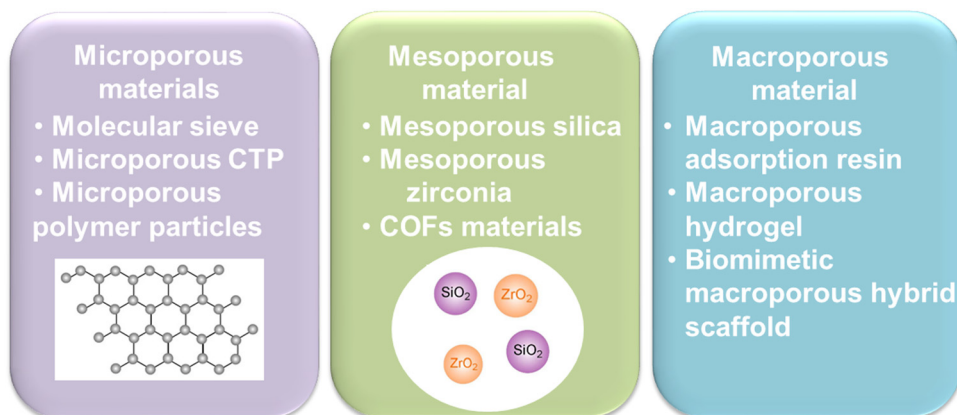 Microporous
materials
• Molecular sieve
• Microporous CTP
• Microporous
polymer particles
Mesoporous
material
• Mesoporous silica
• Mesoporous
zirconia
• COFs materials
SiO₂
ZrO₂
ZrO₂
SiO₂
Macroporous
material
• Macroporous
adsorption resin
• Macroporous
hydrogel
• Biomimetic
macroporous hybrid
scaffold